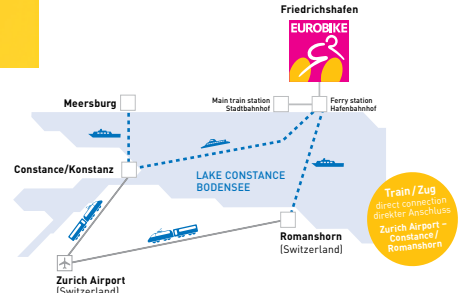 Friedrichshafen
EUROBIKE
Meersburg
Main train station
Stadtbahnhof
Ferry station
Hafenbahnhof
Constance/Konstanz
LAKE CONSTANCE
BODENSEE
Train / Zug
direct connection
direkter Anschluss
Zurich Airport –
Constance /
Romanshorn
Romanshorn
(Switzerland)
Zurich Airport
(Switzerland)